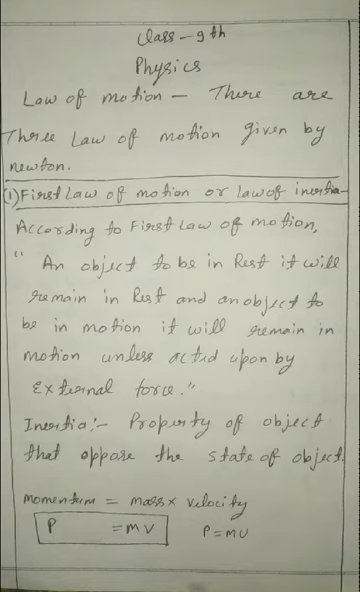 Class - 9th
Physics
Law of motion - There are
Three Law of motion given by
newton.
(1) First Law of motion or law of inertia-
According to First Law of motion,
" An object to be in Rest it will
remain in Rest and an object to
be in motion it will remain in
motion unless acted upon by
External force."
Inertia:- Property of object
that oppose the state of object.
momentum = mass x velocity
P = mv P = mu